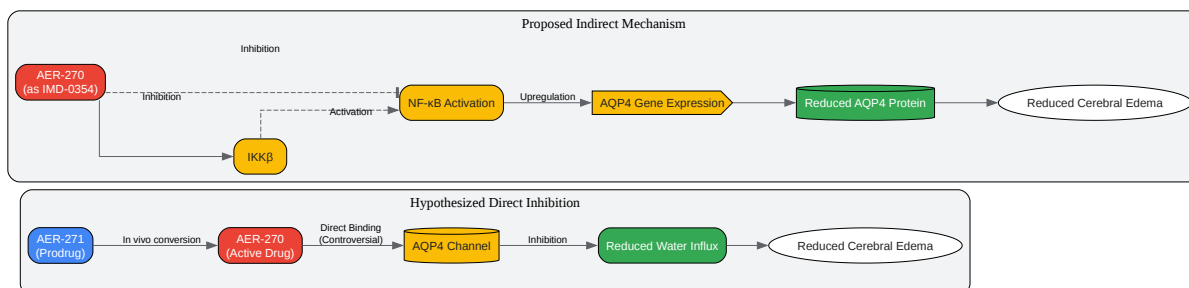 Proposed Indirect Mechanism
Inhibition
AER-270
(as IMD-0354)
Inhibition
NF-κB Activation
Upregulation
AQP4 Gene Expression
Reduced AQP4 Protein
Reduced Cerebral Edema
Activation
IKKβ
Hypothesized Direct Inhibition
AER-271
(Prodrug)
In vivo conversion
AER-270
(Active Drug)
Direct Binding
(Controversial)
AQP4 Channel
Inhibition
Reduced Water Influx
Reduced Cerebral Edema